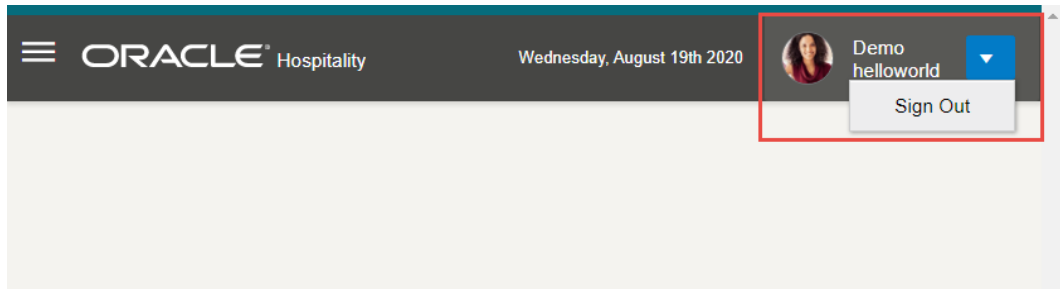 ORACLE® Hospitality
Wednesday, August 19th 2020
Demo
helloworld
Sign Out